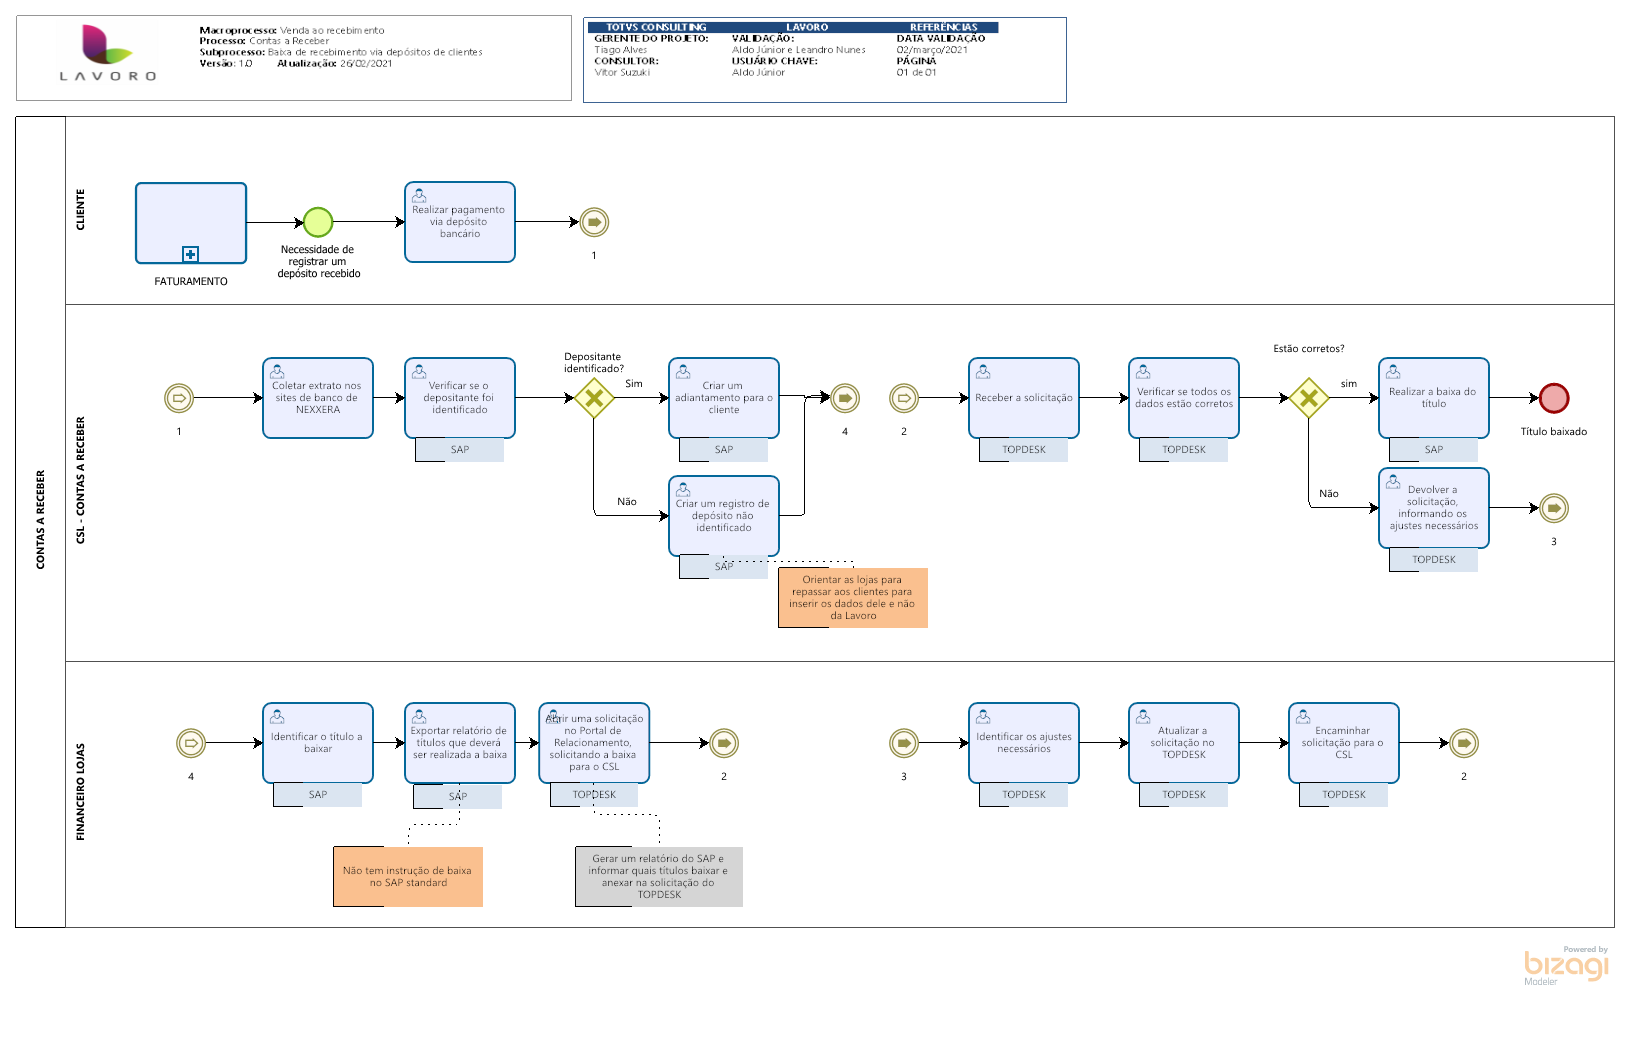 LAVORO
Macroprocesso: Venda ao recebimento
Processo: Contas a Receber
Subprocesso: Baixa de recebimento via depósitos de clientes
Versão: 1.0 Atualização: 26/02/2021
TOTVS CONSULTING LAVORO REFERÊNCIAS
GERENTE DO PROJETO: VALIDAÇÃO: DATA VALIDAÇÃO
Tiago Alves Aldo Júnior e Leandro Nunes 02/março/2021
CONSULTOR: USUÁRIO CHAVE: PÁGINA
Vitor Suzuki Aldo Júnior 01 de 01
CONTAS A RECEBER
CLIENTE
FATURAMENTO
Necessidade de
registrar um
depósito recebido
Realizar pagamento
via depósito
bancário
1
CSL - CONTAS A RECEBER
1
Coletar extrato nos
sites de banco de
NEXXERA
Verificar se o
depositante foi
identificado
SAP
Depositante
identificado?
Sim
Criar um
adiantamento para o
cliente
SAP
Não
Criar um registro de
depósito não
identificado
SAP
Orientar as lojas para
repassar aos clientes para
inserir os dados dele e não
da Lavoro
4
2
Receber a solicitação
TOPDESK
Verificar se todos os
dados estão corretos
TOPDESK
Estão corretos?
sim
Realizar a baixa do
título
SAP
Título baixado
Não
Devolver a
solicitação,
informando os
ajustes necessários
TOPDESK
3
FINANCEIRO LOJAS
4
Identificar o título a
baixar
SAP
Exportar relatório de
títulos que deverá
ser realizada a baixa
SAP
Não tem instrução de baixa
no SAP standard
Abrir uma solicitação
no Portal de
Relacionamento,
solicitando a baixa
para o CSL
TOPDESK
Gerar um relatório do SAP e
informar quais títulos baixar e
anexar na solicitação do
TOPDESK
2
3
Identificar os ajustes
necessários
TOPDESK
Atualizar a
solicitação no
TOPDESK
TOPDESK
Encaminhar
solicitação para o
CSL
TOPDESK
2
Powered by
bizagi
Modeler